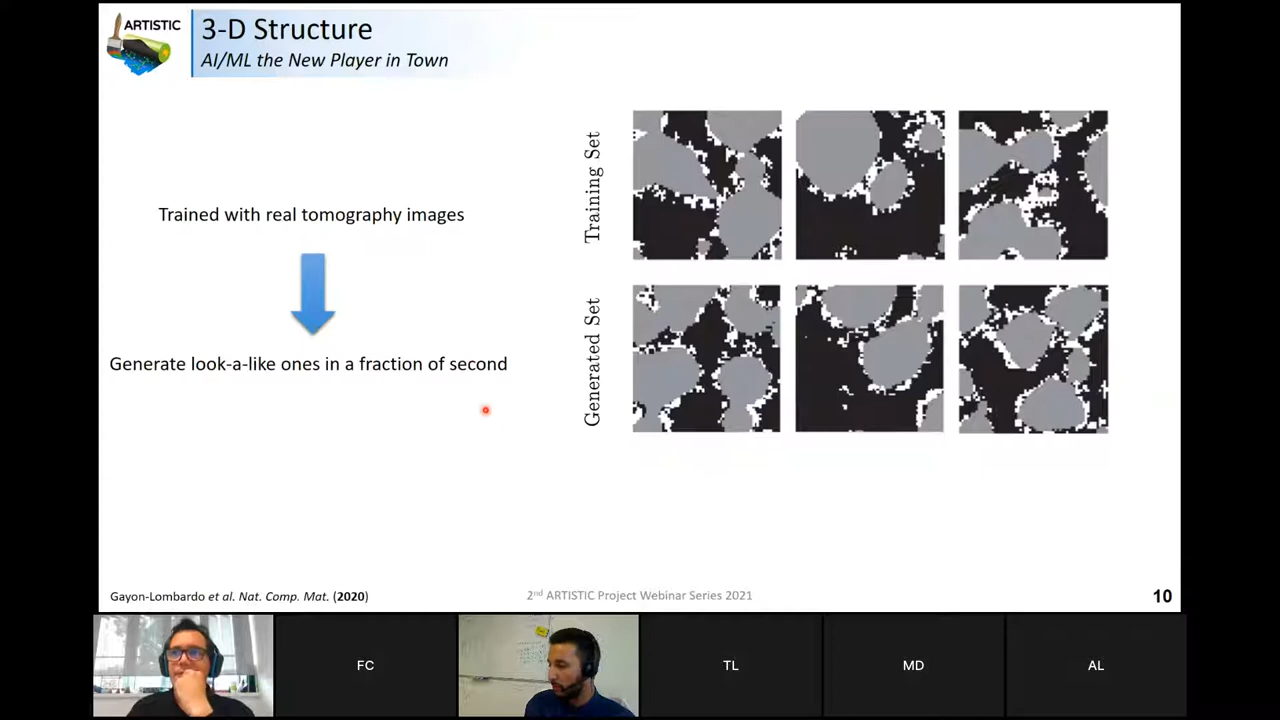 ARTISTIC
3-D Structure
AI/ML the New Player in Town
Trained with real tomography images
Generate look-a-like ones in a fraction of second
Training Set
Generated Set
Gayon-Lombardo et al. Nat. Comp. Mat. (2020)
2nd ARTISTIC Project Webinar Series 2021
10
FC
TL
MD
AL